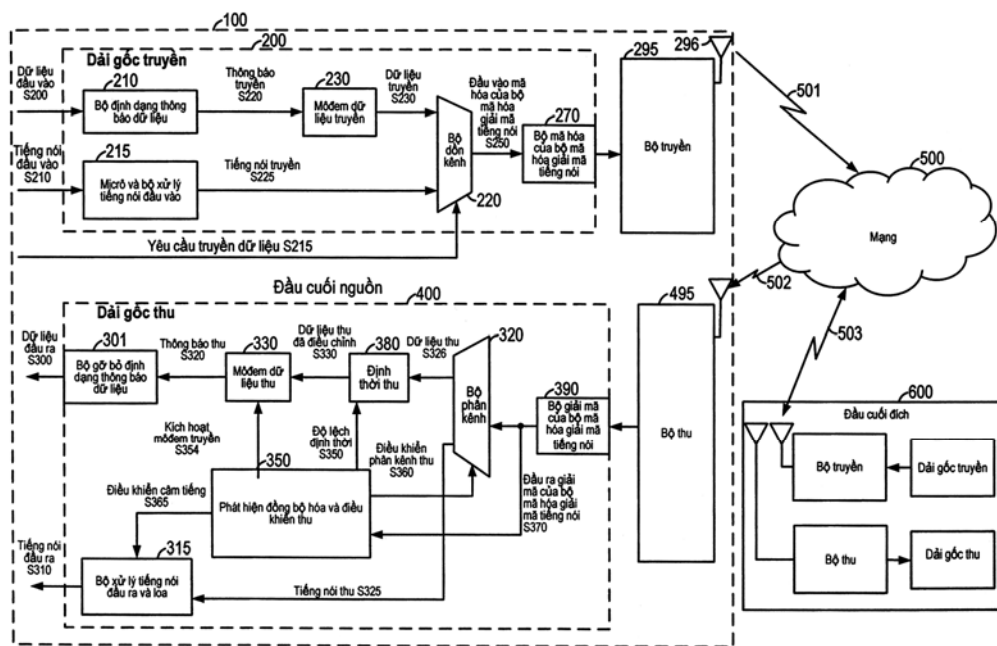 100
200
Dải gốc truyền
Dữ liệu
đầu vào
S200
210
Bộ định dạng thông
báo dữ liệu
Thông báo
truyền
S220
230
Môđem dữ
liệu truyền
Dữ liệu
truyền
S230
Đầu vào mã
hóa của bộ
mã hóa giải
mã tiếng nói
S250
270
Bộ mã hóa
của bộ mã
hóa giải mã
tiếng nói
295
Bộ truyền
296
501
Tiếng nói
đầu vào
S210
215
Micrô và bộ xử lý
tiếng nói đầu vào
Tiếng nói truyền
S225
Bộ dồn
kênh
220
Yêu cầu truyền dữ liệu S215
500
Mạng
502
503
Đầu cuối nguồn
400
Dải gốc thu
Dữ liệu
đầu ra
S300
301
Bộ gỡ bỏ định
dạng thông báo
dữ liệu
Thông báo thu
S320
330
Môđem dữ
liệu thu
Dữ liệu thu
đã điều chỉnh
S330
380
Định
thời thu
Dữ liệu thu
S326
320
Bộ phân
kênh
390
Bộ giải mã
của bộ mã
hóa giải mã
tiếng nói
495
Bộ thu
Kích hoạt
môđem truyền
S354
350
Độ lệch
định thời
S350
Điều khiển
phân kênh thu
S360
Phát hiện đồng bộ hóa và điều
khiển thu
Đầu ra giải
mã của bộ
mã hóa giải
mã tiếng nói
S370
Điều khiển câm tiếng
S365
Tiếng nói
đầu ra
S310
315
Bộ xử lý tiếng nói
đầu ra và loa
Tiếng nói thu S325
600
Đầu cuối đích
Bộ truyền
Dải gốc truyền
Bộ thu
Dải gốc thu